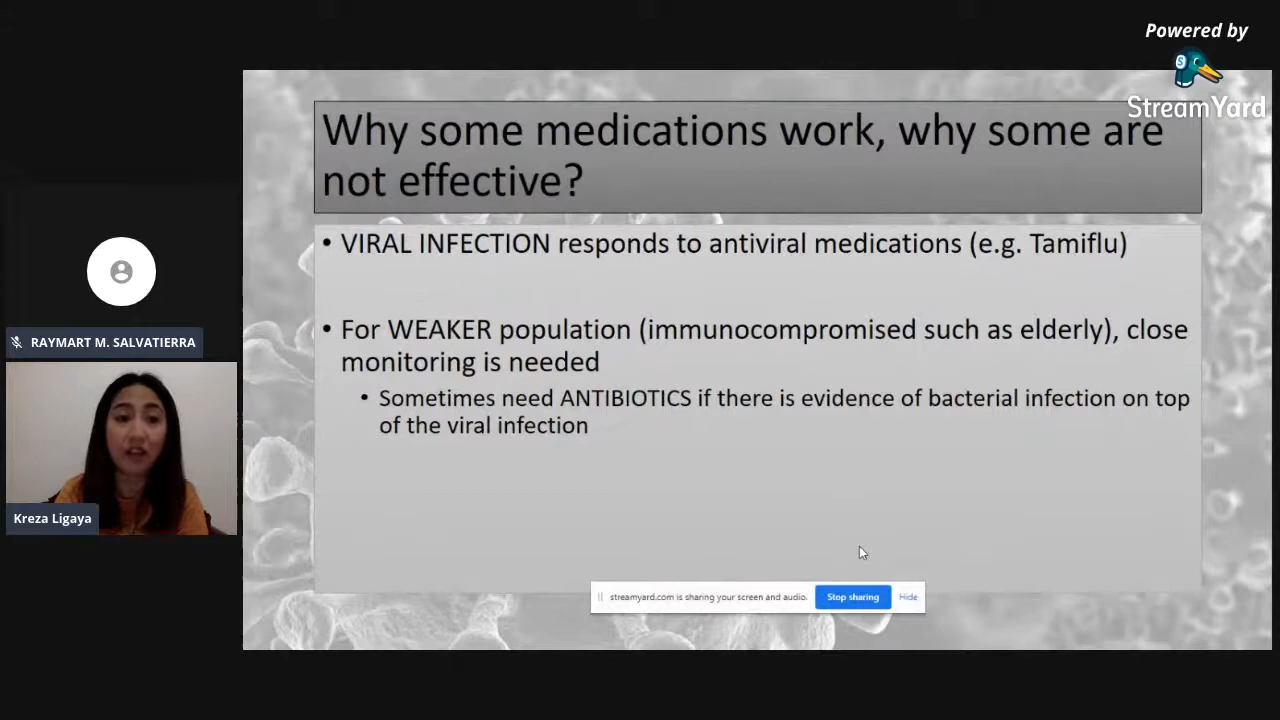 Powered by
StreamYard
Why some medications work, why some are
not effective?
• VIRAL INFECTION responds to antiviral medications (e.g. Tamiflu)
• For WEAKER population (immunocompromised such as elderly), close
monitoring is needed
• Sometimes need ANTIBIOTICS if there is evidence of bacterial infection on top
of the viral infection
RAYMART M. SALVATIERRA
Kreza Ligaya
streamyard.com is sharing your screen and audio.
Stop sharing
Hide